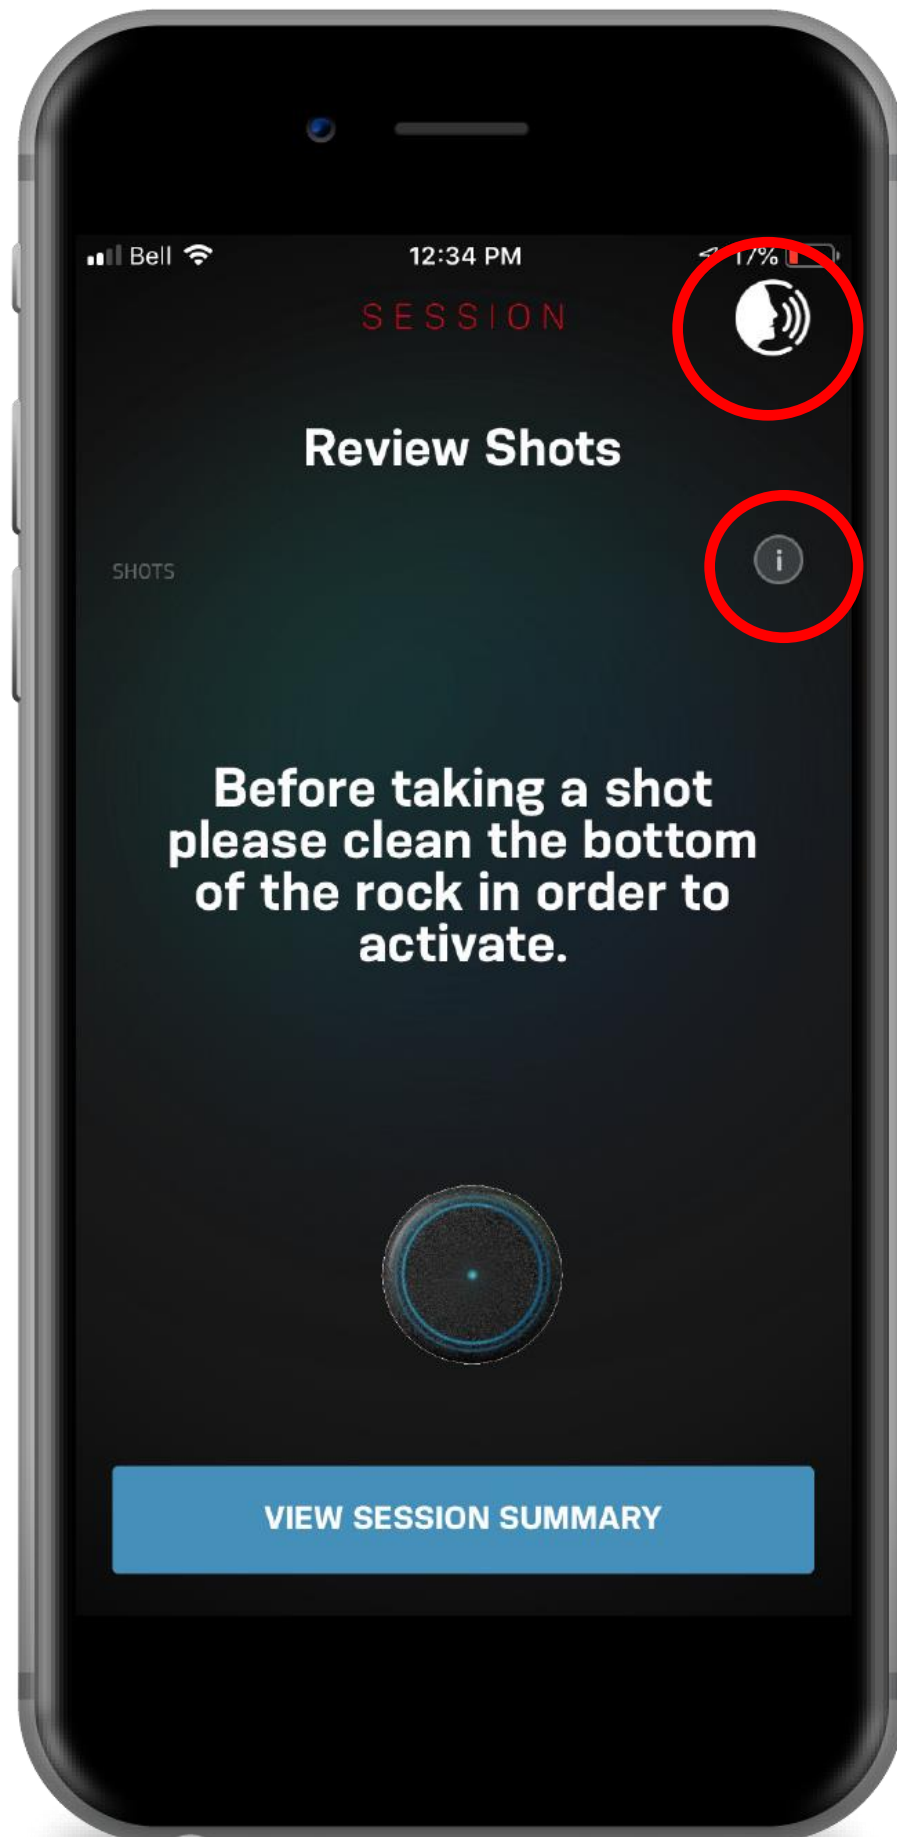 Bell 12:34 PM 17%
SESSION
Review Shots
SHOTS i
Before taking a shot
please clean the bottom
of the rock in order to
activate.
VIEW SESSION SUMMARY